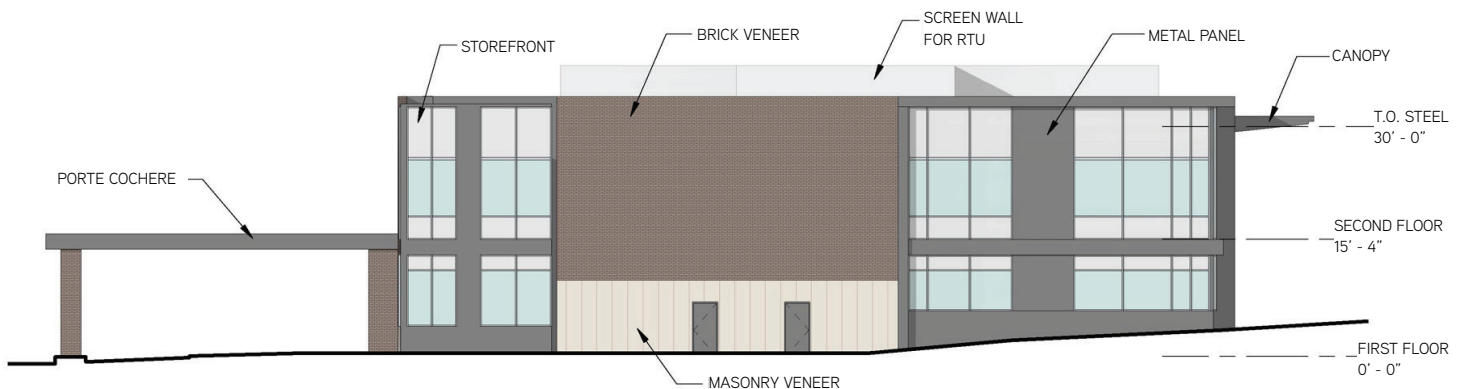 SCREEN WALL
FOR RTU
STOREFRONT
BRICK VENEER
METAL PANEL
CANOPY
T.O. STEEL
30' - 0"
PORTE COCHERE
SECOND FLOOR
15' - 4"
FIRST FLOOR
0' - 0"
MASONRY VENEER